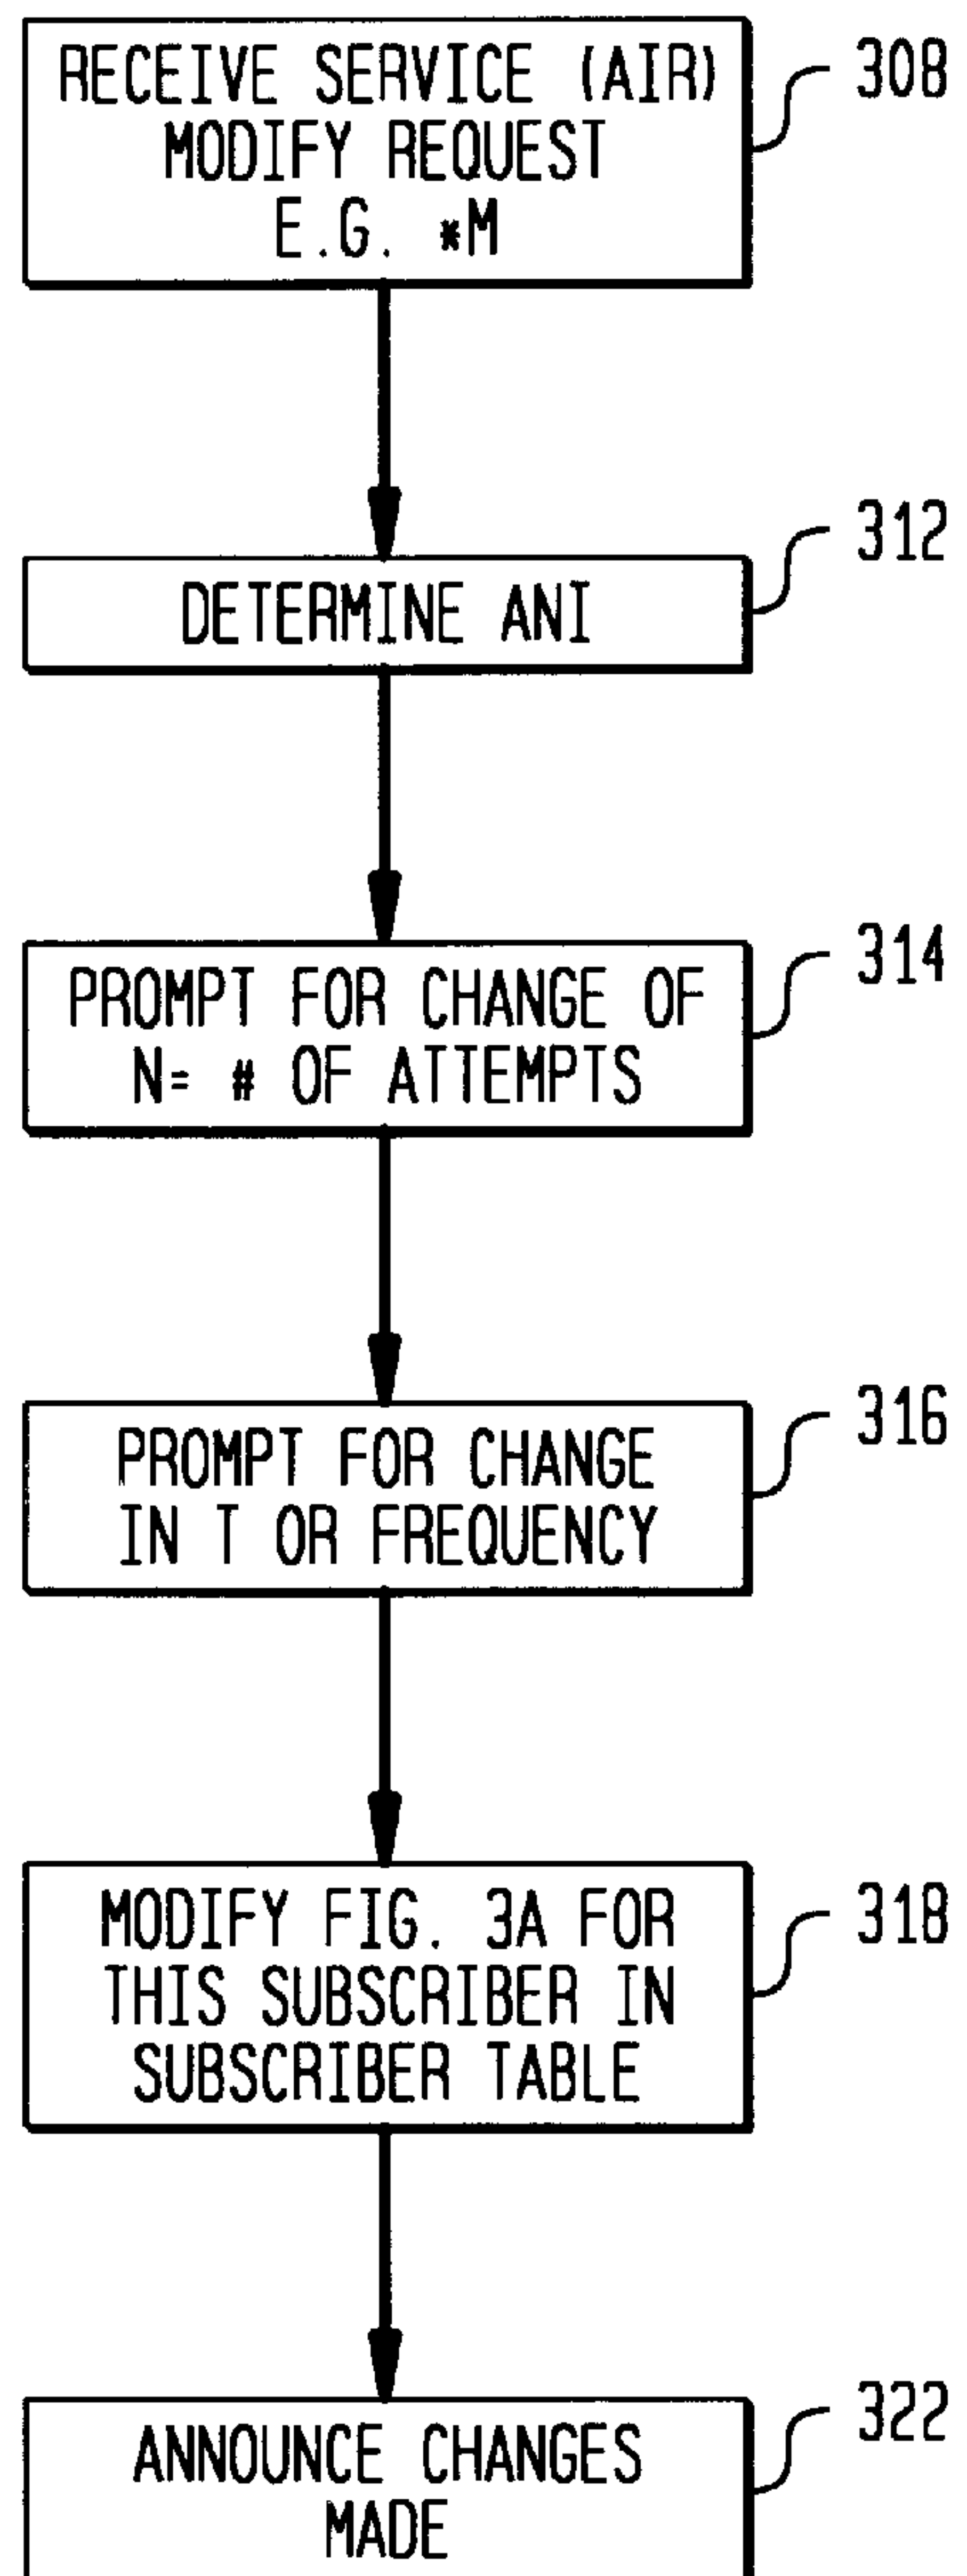 RECEIVE SERVICE (AIR)
MODIFY REQUEST
E.G. *M
308
DETERMINE ANI
312
PROMPT FOR CHANGE OF
N= # OF ATTEMPTS
314
PROMPT FOR CHANGE
IN T OR FREQUENCY
316
MODIFY FIG. 3A FOR
THIS SUBSCRIBER IN
SUBSCRIBER TABLE
318
ANNOUNCE CHANGES
MADE
322